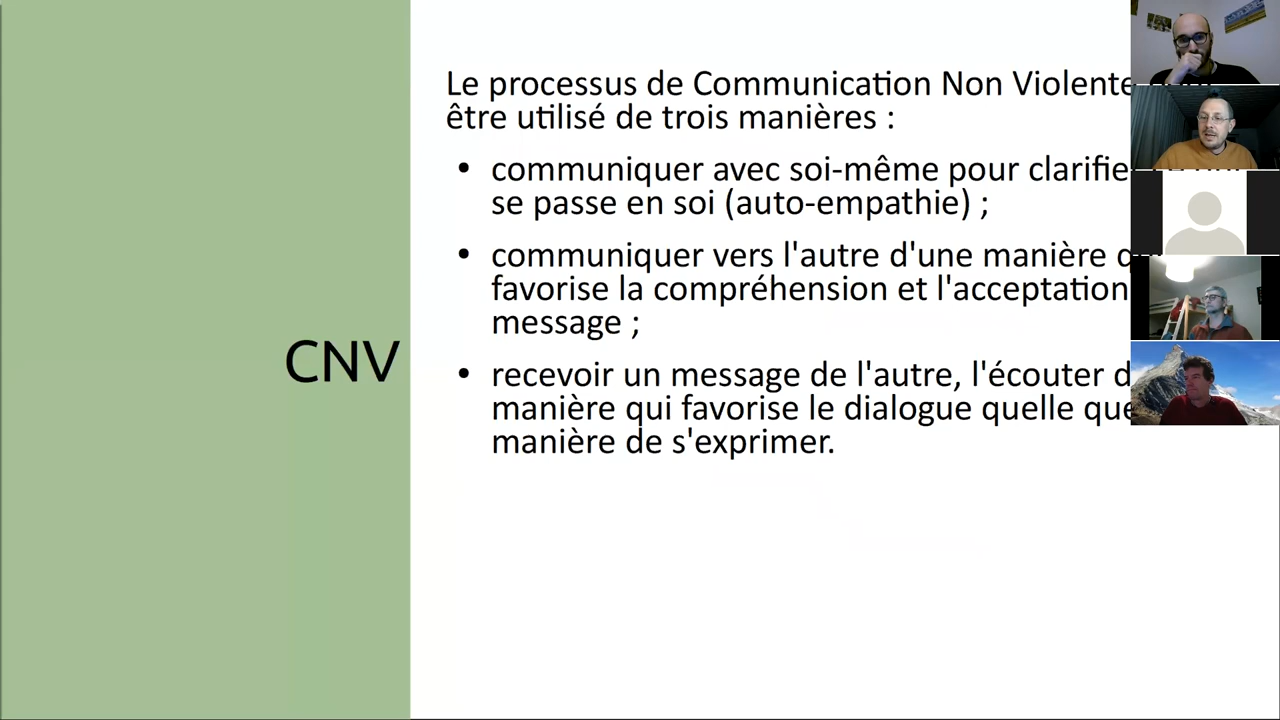 Le processus de Communication Non Violente
être utilisé de trois manières :
• communiquer avec soi-même pour
se passe en soi (auto-empathie) ;
• communiquer vers l'autre d'une manière
favorise la compréhension et l'acceptation
message ;
CNV
• recevoir un message de l'autre, l'écouter
manière qui favorise le dialogue quelle que
manière de s'exprimer.